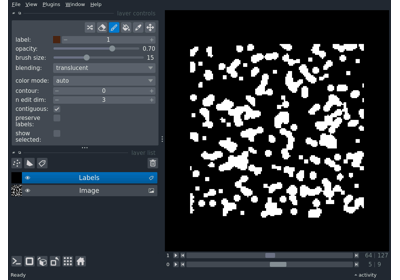 File View Plugins Window Help
layer controls
label: 1
opacity: 0.70
brush size: 15
blending: translucent
color mode: auto
contour: 0
n edit dim: 3
contiguous:
preserve
labels:
show
selected:
layer list
Labels
Image
1 64 127
0 5 9
Ready activity